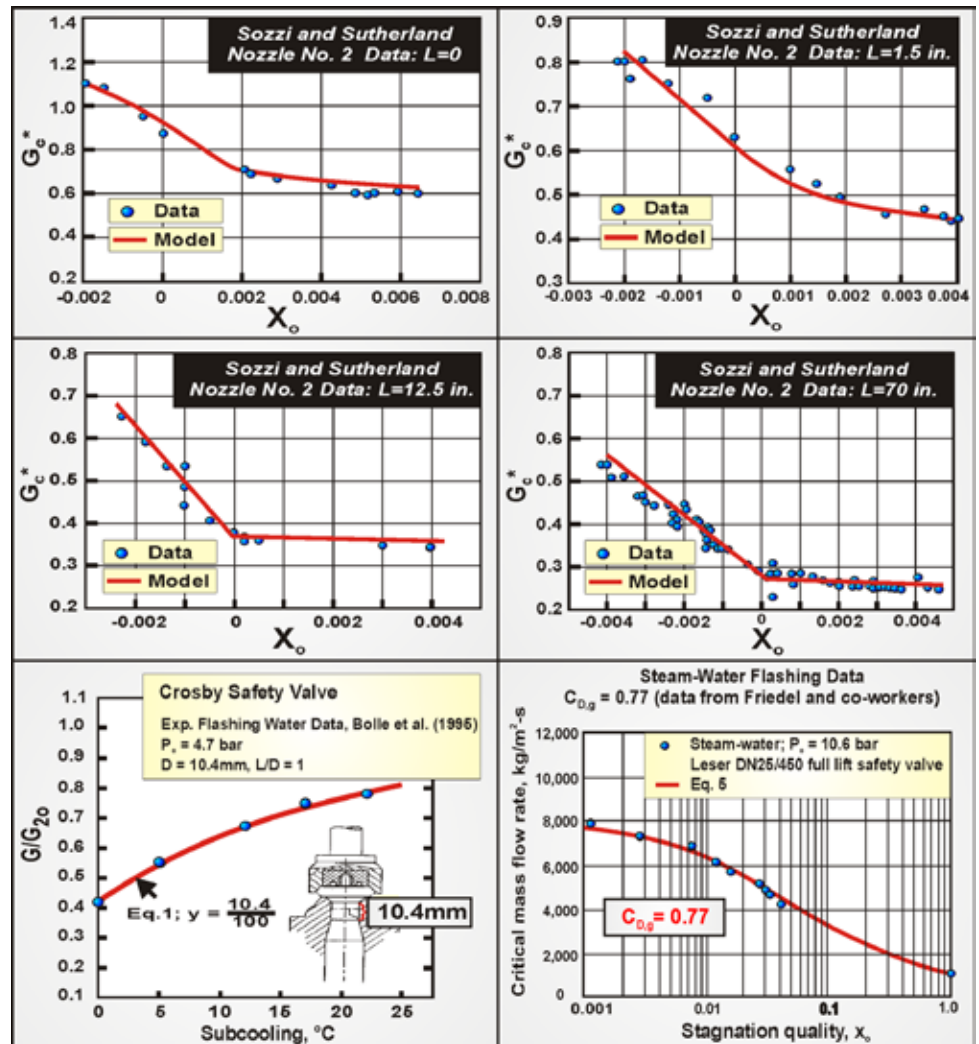 Sozzi and Sutherland
Nozzle No. 2 Data: L=0
1.4
1.2
1.0
0.8
0.6
0.4
0.2
G_c*
Data
Model
-0.002
0
0.002
0.004
0.006
0.008
X_o
Sozzi and Sutherland
Nozzle No. 2 Data: L=1.5 in.
0.9
0.8
0.7
0.6
0.5
0.4
0.3
G_c*
Data
Model
-0.003
-0.002
-0.001
0
0.001
0.002
0.003
0.004
X_o
Sozzi and Sutherland
Nozzle No. 2 Data: L=12.5 in.
0.8
0.7
0.6
0.5
0.4
0.3
0.2
G_c*
Data
Model
-0.002
0
0.002
0.004
X_o
Sozzi and Sutherland
Nozzle No. 2 Data: L=70 in.
0.8
0.7
0.6
0.5
0.4
0.3
0.2
G_c*
Data
Model
-0.004
-0.002
0
0.002
0.004
X_o
1.1
1.0
0.9
0.8
0.7
0.6
0.5
0.4
0.3
0.2
0.1
G/G_2o
Crosby Safety Valve
Exp. Flashing Water Data, Bolle et al. (1995)
P_o = 4.7 bar
D = 10.4mm, L/D = 1
Eq.1; y = 10.4/100
10.4mm
0
5
10
15
20
25
Subcooling, °C
Steam-Water Flashing Data
C_D,g = 0.77 (data from Friedel and co-workers)
12,000
10,000
8,000
6,000
4,000
2,000
0
Critical mass flow rate, kg/m²-s
Steam-water; P_o = 10.6 bar
Leser DN25/450 full lift safety valve
Eq. 5
C_D,g = 0.77
0.001
0.01
0.1
1.0
Stagnation quality, x_o